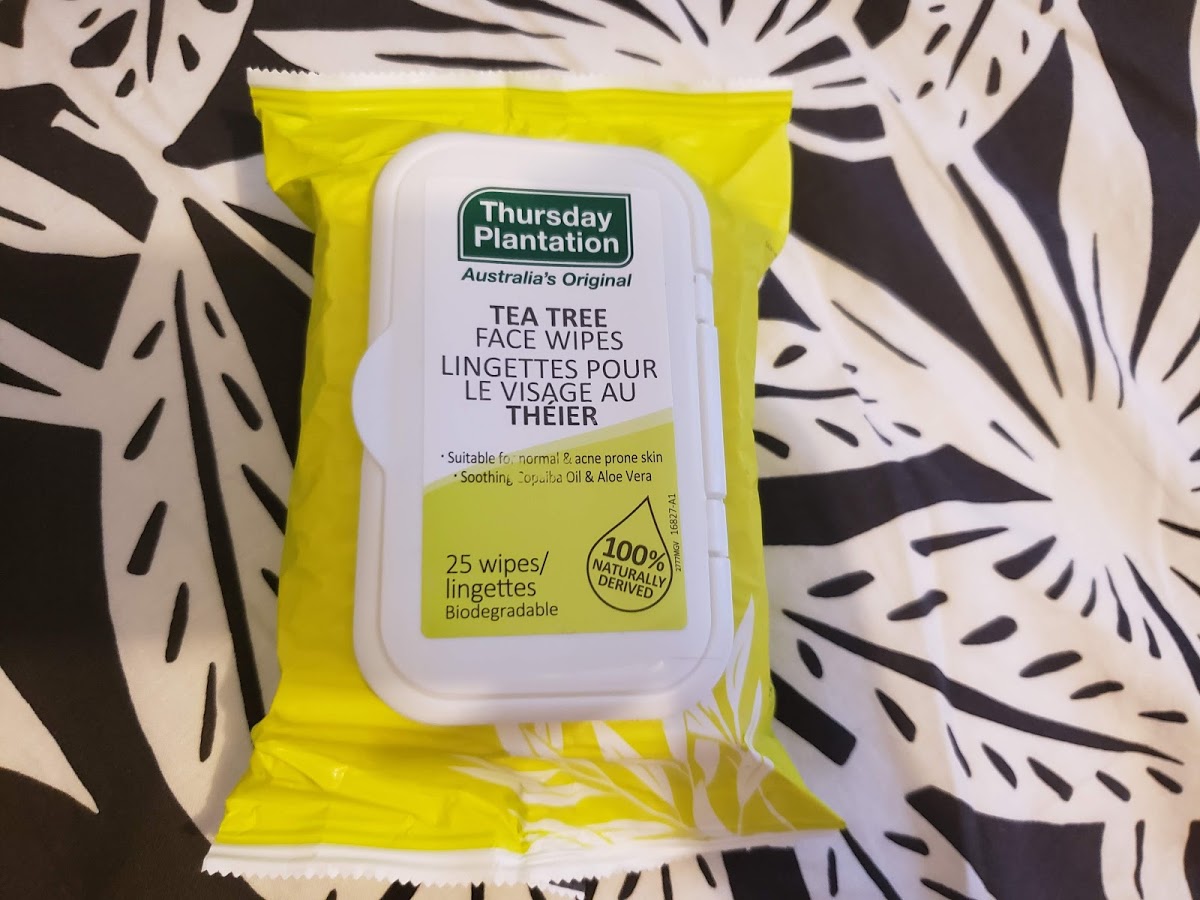 Thursday
Plantation
Australia's Original
TEA TREE
FACE WIPES
LINGETTES POUR
LE VISAGE AU
THÉIER
• Suitable for normal & acne prone skin
• Soothing Copaiba Oil & Aloe Vera
25 wipes/
lingettes
Biodegradable
100%
NATURALLY
DERIVED
2777MGV 16827-A1